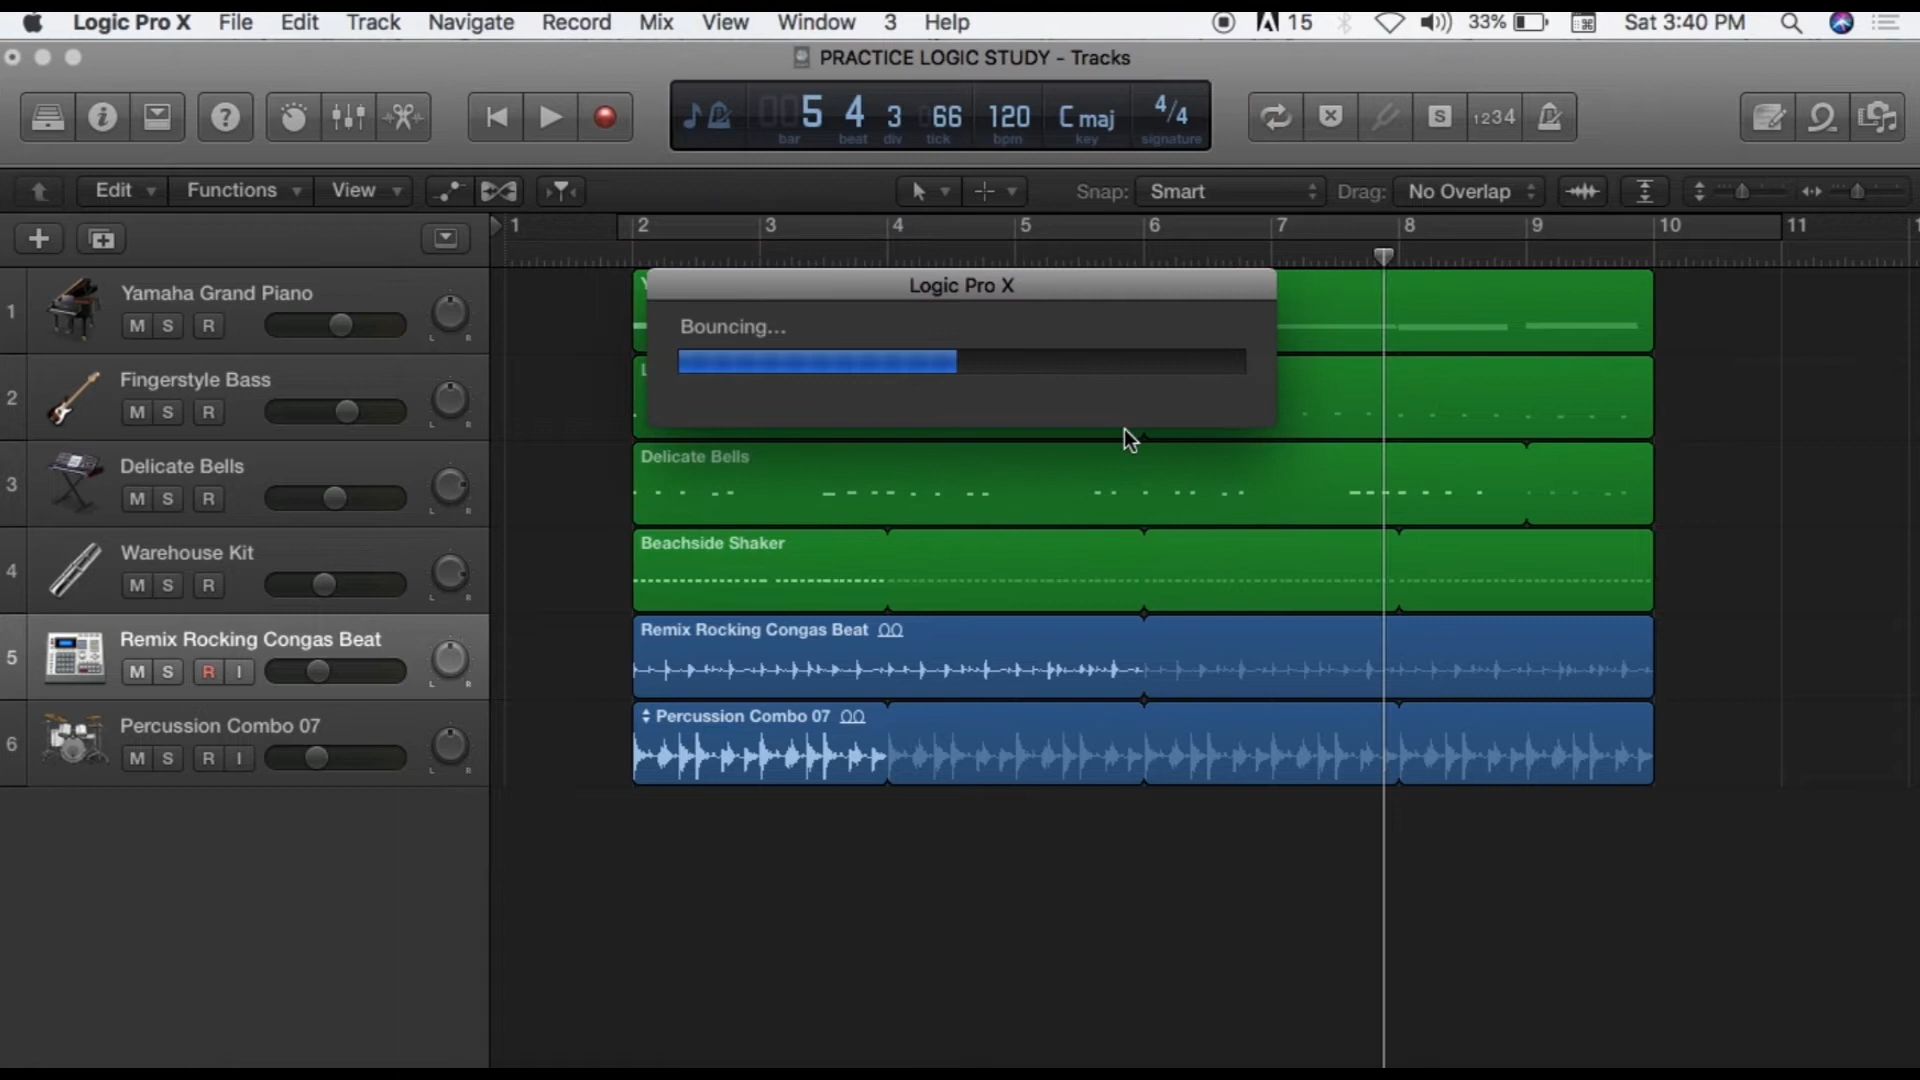 Logic Pro X File Edit Track Navigate Record Mix View Window 3 Help 15 33% Sat 3:40 PM
PRACTICE LOGIC STUDY - Tracks
5 4 3 66 120 C maj 4/4
bar beat div tick bpm key signature
S 1234
Edit Functions View Snap: Smart Drag: No Overlap
1 2 3 4 5 6 7 8 9 10 11
1 Yamaha Grand Piano
M S R L R
2 Fingerstyle Bass
M S R L R
3 Delicate Bells
M S R L R
4 Warehouse Kit
M S R L R
5 Remix Rocking Congas Beat
M S R I L R
6 Percussion Combo 07
M S R I L R
Logic Pro X
Bouncing...
Delicate Bells
Beachside Shaker
Remix Rocking Congas Beat
Percussion Combo 07